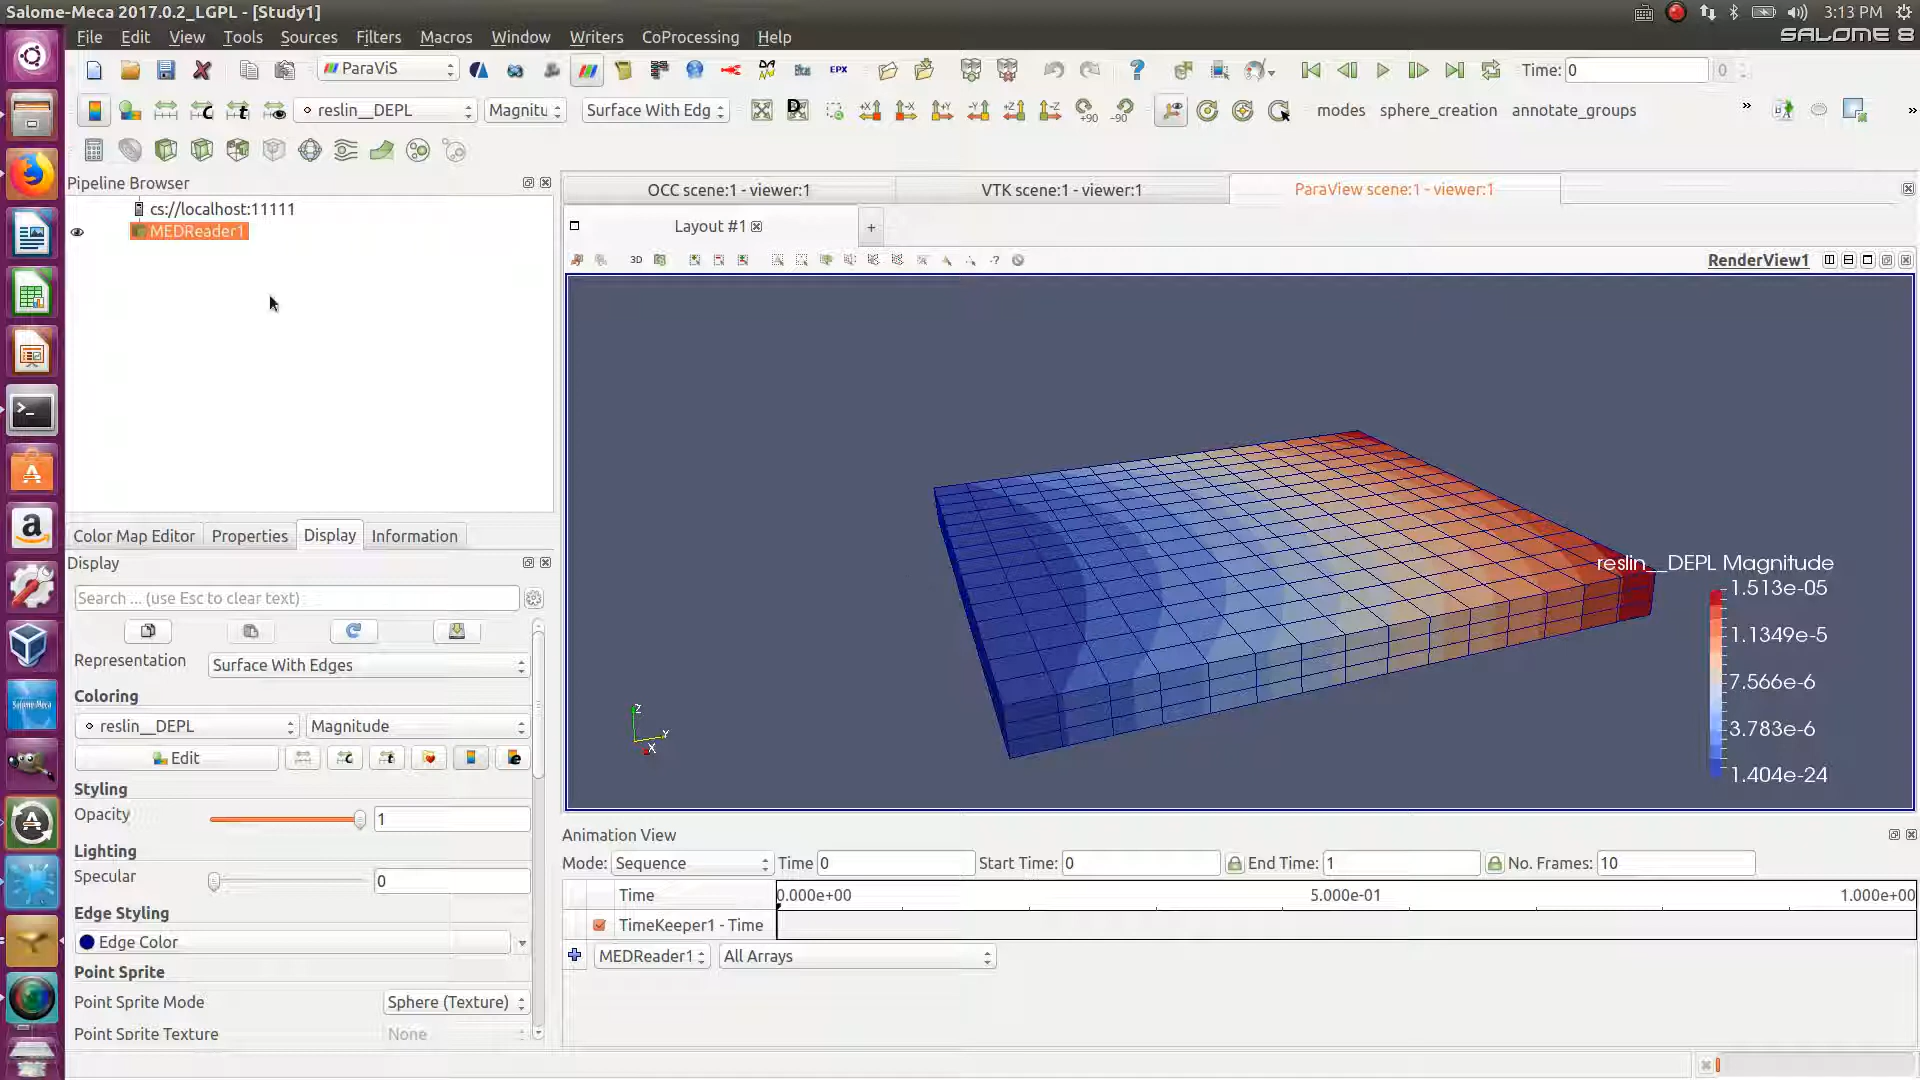 Salome-Meca 2017.0.2_LGPL - [Study1]
3:13 PM
File Edit View Tools Sources Filters Macros Window Writers CoProcessing Help
SALOME 8
ParaViS
EPX
Time: 0
0
reslin__DEPL
Magnitu
Surface With Edg
+X
-X
+Y
-Y
+Z
-Z
+90
-90
modes
sphere_creation
annotate_groups
Pipeline Browser
cs://localhost:11111
MEDReader1
OCC scene:1 - viewer:1
VTK scene:1 - viewer:1
ParaView scene:1 - viewer:1
Layout #1
+
3D
RenderView1
reslin__DEPL Magnitude
1.513e-05
1.1349e-5
7.566e-6
3.783e-6
1.404e-24
Z
Y
X
Color Map Editor
Properties
Display
Information
Display
Search ... (use Esc to clear text)
Representation
Surface With Edges
Coloring
reslin__DEPL
Magnitude
Edit
Styling
Opacity
1
Lighting
Specular
0
Edge Styling
Edge Color
Point Sprite
Point Sprite Mode
Sphere (Texture)
Point Sprite Texture
None
Animation View
Mode: Sequence
Time 0
Start Time: 0
End Time: 1
No. Frames: 10
Time
0.000e+00
5.000e-01
1.000e+00
TimeKeeper1 - Time
MEDReader1
All Arrays